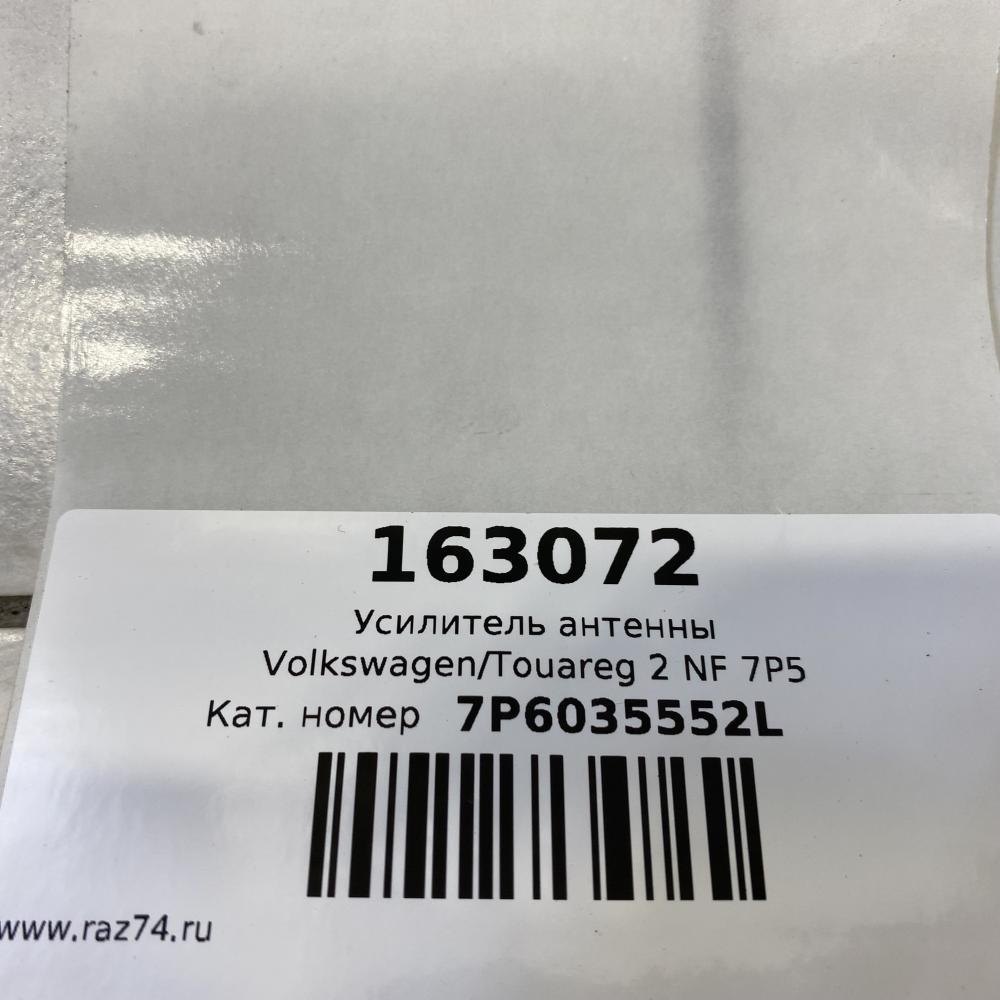 163072
Усилитель антенны
Volkswagen/Touareg 2 NF 7P5
Кат. номер 7P6035552L
www.raz74.ru